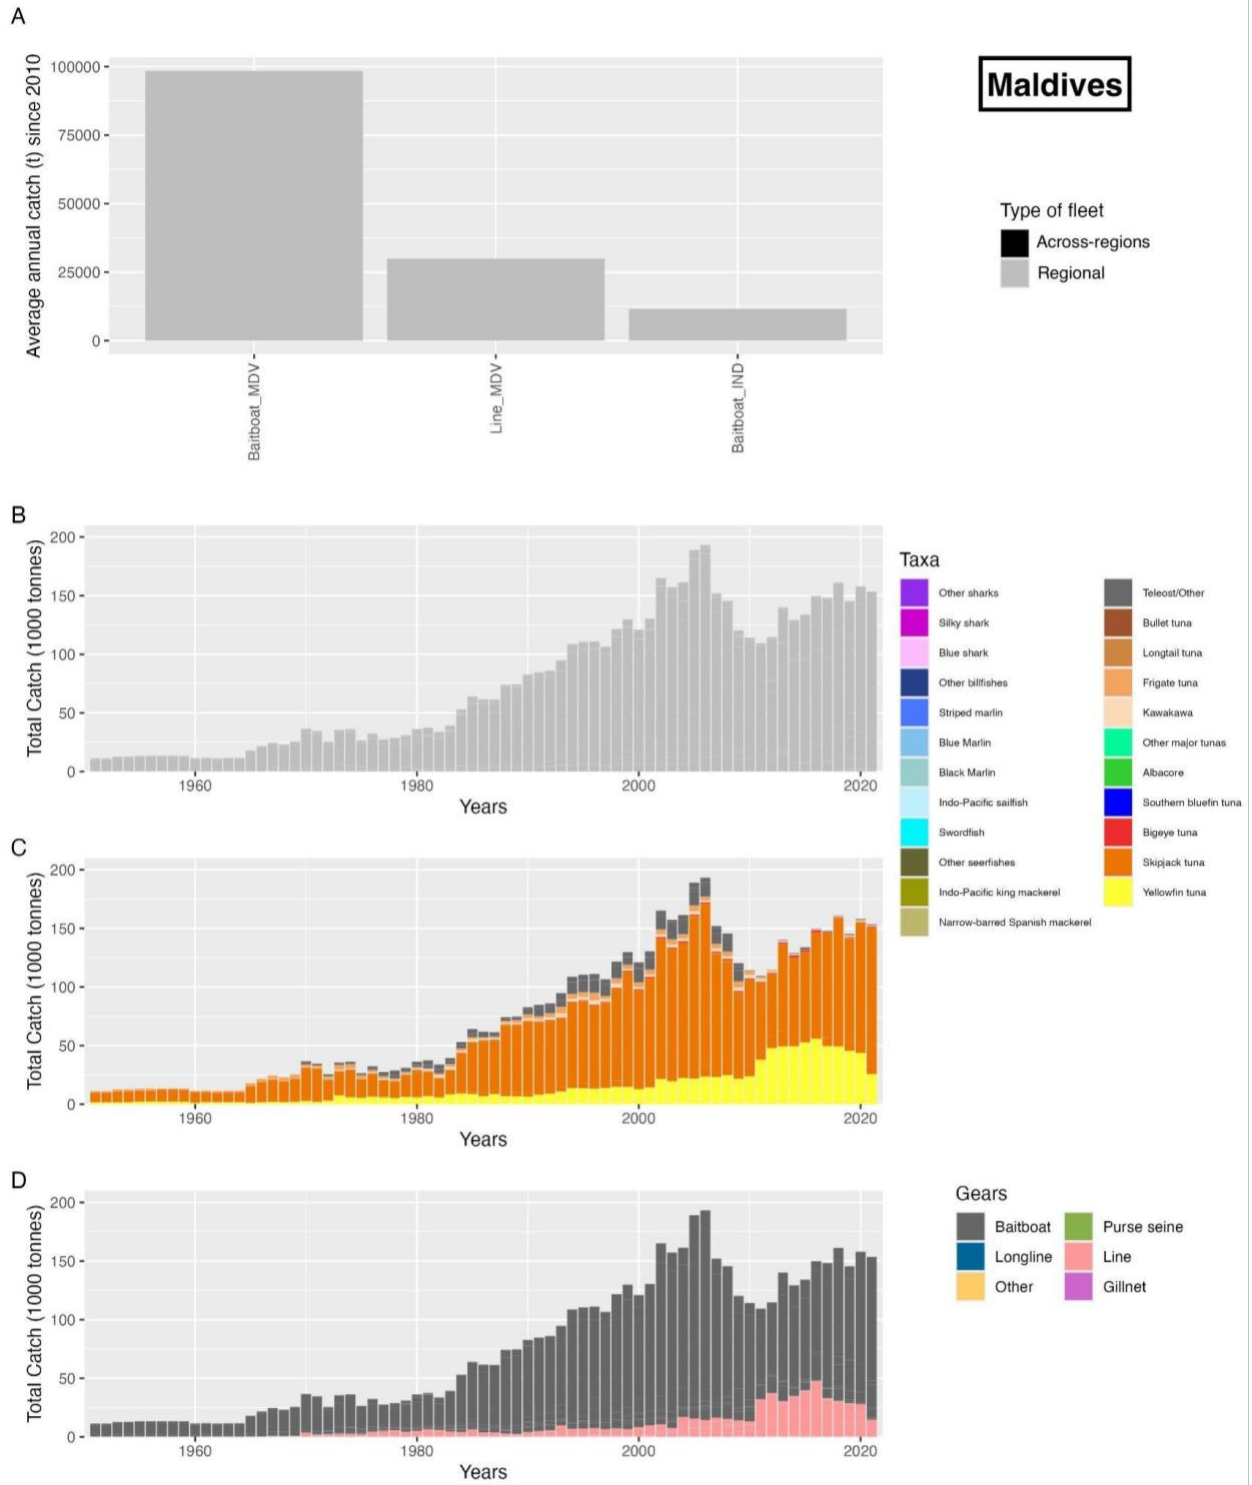 A
Average annual catch (t) since 2010
100000
75000
50000
25000
0
Baitboat_MDV
Line_MDV
Baitboat_IND
Maldives
Type of fleet
Across-regions
Regional
B
Total Catch (1000 tonnes)
200
150
100
50
0
1960
1980
2000
2020
Years
Taxa
Other sharks
Silky shark
Blue shark
Other billfishes
Striped marlin
Blue Marlin
Black Marlin
Indo-Pacific sailfish
Swordfish
Other seerfishes
Indo-Pacific king mackerel
Narrow-barred Spanish mackerel
Teleost/Other
Bullet tuna
Longtail tuna
Frigate tuna
Kawakawa
Other major tunas
Albacore
Southern bluefin tuna
Bigeye tuna
Skipjack tuna
Yellowfin tuna
C
Total Catch (1000 tonnes)
200
150
100
50
0
1960
1980
2000
2020
Years
D
Total Catch (1000 tonnes)
200
150
100
50
0
1960
1980
2000
2020
Years
Gears
Baitboat
Longline
Other
Purse seine
Line
Gillnet